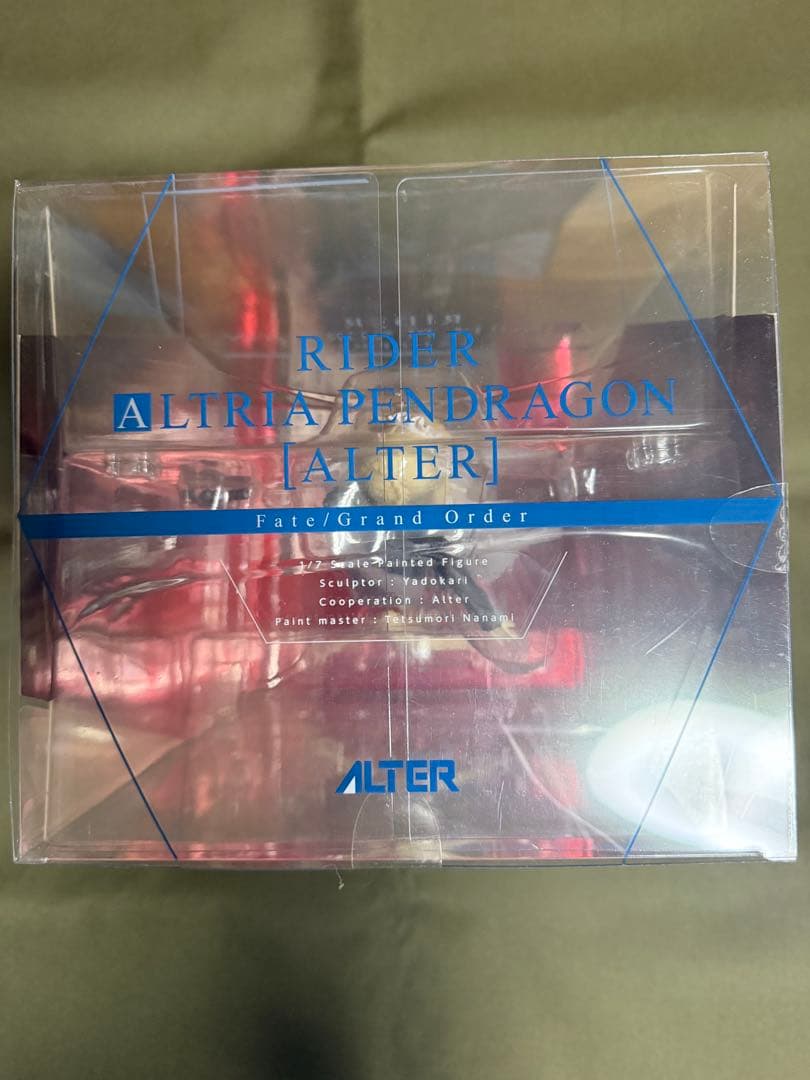 RIDER
ALTRIA PENDRAGON
[ALTER]
Fate/Grand Order
1/7 Scale Painted Figure
Sculptor : Yadokari
Cooperation : Alter
Paint master : Tetsumori Nanami
ALTER